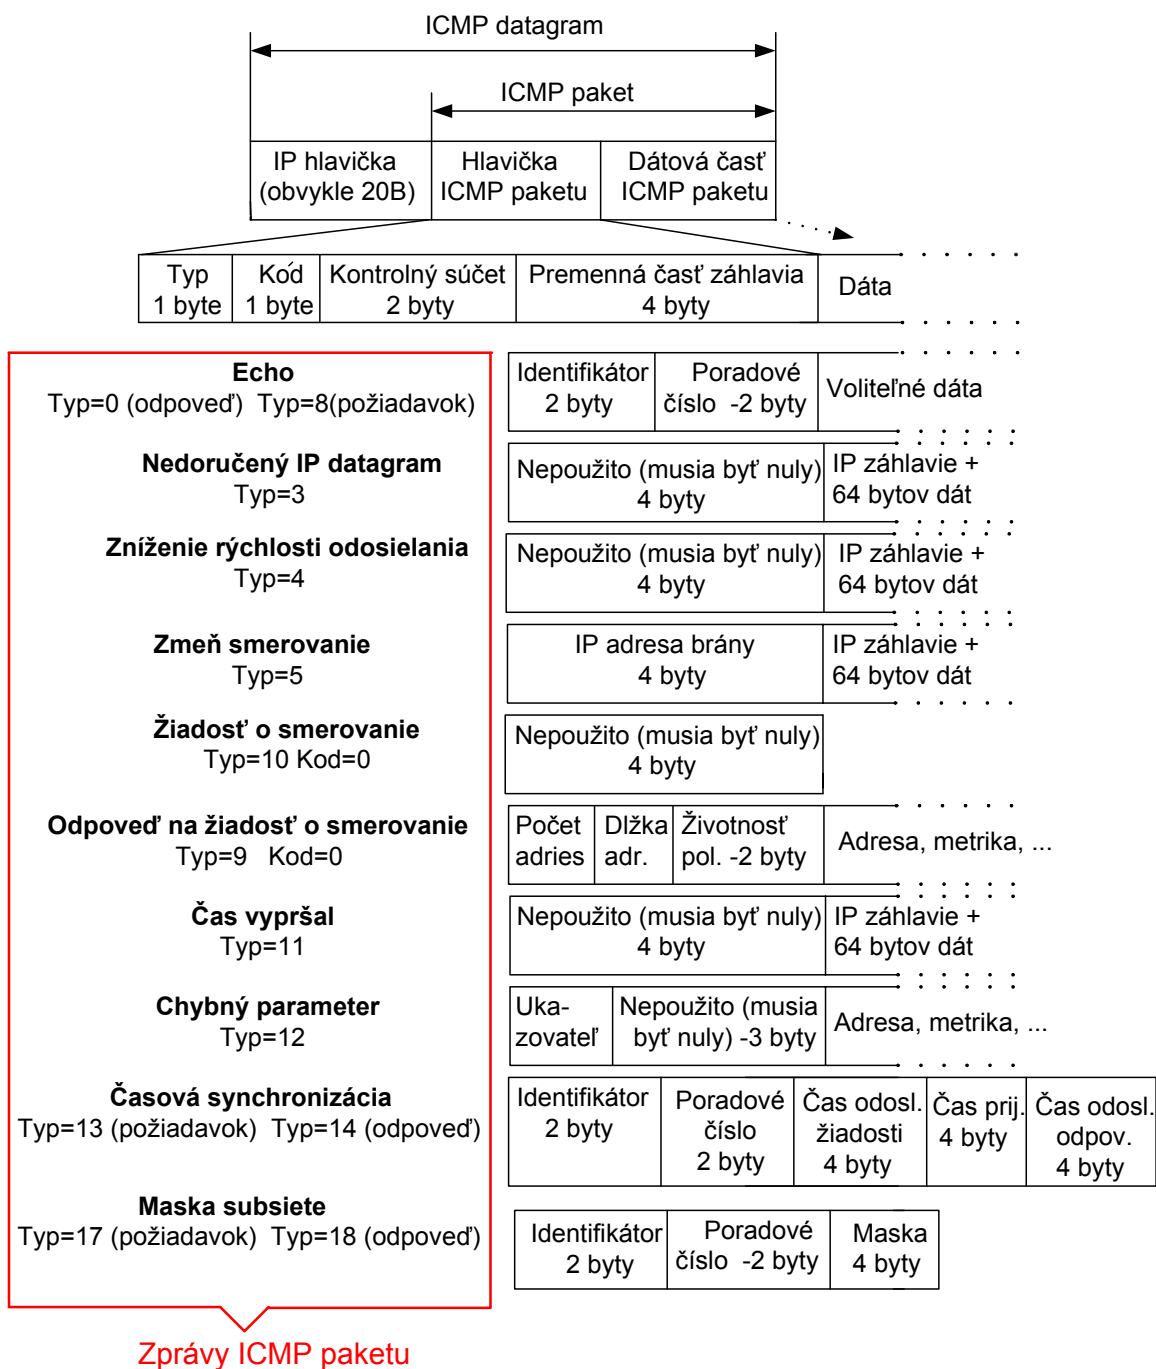 ICMP datagram
ICMP paket
IP hlavička
(obvykle 20B)
Hlavička
ICMP paketu
Dátová časť
ICMP paketu
Typ
1 byte
Kód
1 byte
Kontrolný súčet
2 byty
Premenná časť záhlavia
4 byty
Dáta
Echo
Typ=0 (odpoveď) Typ=8(požiadavok)
Identifikátor
2 byty
Poradové
číslo -2 byty
Voliteľné dáta
Nedoručený IP datagram
Typ=3
Nepoužito (musia byť nuly)
4 byty
IP záhlavie +
64 bytov dát
Zníženie rýchlosti odosielania
Typ=4
Nepoužito (musia byť nuly)
4 byty
IP záhlavie +
64 bytov dát
Zmeň smerovanie
Typ=5
IP adresa brány
4 byty
IP záhlavie +
64 bytov dát
Žiadosť o smerovanie
Typ=10 Kod=0
Nepoužito (musia byť nuly)
4 byty
Odpoveď na žiadosť o smerovanie
Typ=9 Kod=0
Počet
adries
Dlžka
adr.
Životnosť
pol. -2 byty
Adresa, metrika, ...
Čas vypršal
Typ=11
Nepoužito (musia byť nuly)
4 byty
IP záhlavie +
64 bytov dát
Chybný parameter
Typ=12
Uka-
zovateľ
Nepoužito (musia
byť nuly) -3 byty
Adresa, metrika, ...
Časová synchronizácia
Typ=13 (požiadavok) Typ=14 (odpoveď)
Identifikátor
2 byty
Poradové
číslo
2 byty
Čas odosl.
žiadosti
4 byty
Čas prij.
4 byty
Čas odosl.
odpov.
4 byty
Maska subsiete
Typ=17 (požiadavok) Typ=18 (odpoveď)
Identifikátor
2 byty
Poradové
číslo -2 byty
Maska
4 byty
Zprávy ICMP paketu